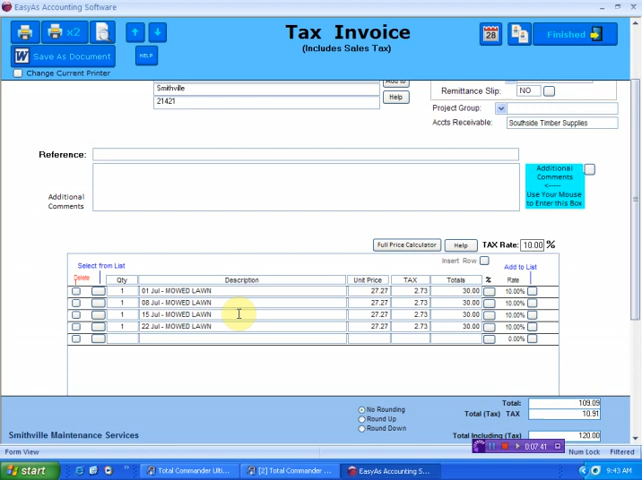 EasyAs Accounting Software
x2
Save As Document
HELP
Change Current Printer
Tax Invoice
(Includes Sales Tax)
28
Finished
Smithville
21421
Add to
Help
Remittance Slip: NO
Project Group:
Accts Receivable: Southside Timber Supplies
Reference:
Additional
Comments
Additional
Comments
<-----
Use Your Mouse
to Enter this Box
Full Price Calculator Help TAX Rate: 10.00 %
Insert Row
Select from List
Add to List
Delete Qty Description Unit Price TAX Totals % Rate
1 01 Jul - MOWED LAWN 27.27 2.73 30.00 10.00%
1 08 Jul - MOWED LAWN 27.27 2.73 30.00 10.00%
1 15 Jul - MOWED LAWN 27.27 2.73 30.00 10.00%
1 22 Jul - MOWED LAWN 27.27 2.73 30.00 10.00%
0.00%
No Rounding
Round Up
Round Down
Total: 109.09
Total (Tax) TAX 10.91
Total Including (Tax) 120.00
Smithville Maintenance Services
0:07:41
Form View
Num Lock
Filtered
start
Total Commander Ulti...
[2] Total Commander ...
EasyAs Accounting S...
9:43 AM